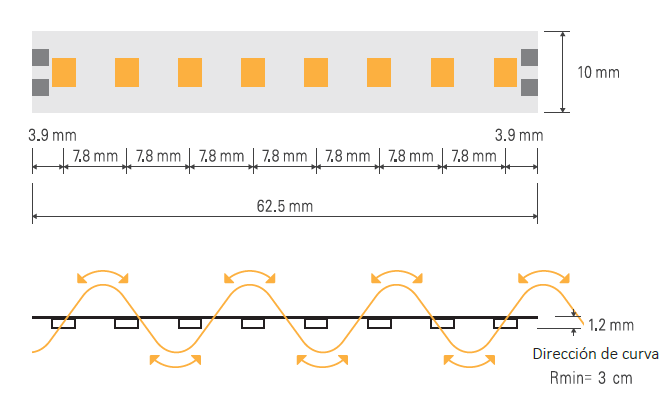 10 mm
3.9 mm 3.9 mm
7.8 mm 7.8 mm 7.8 mm 7.8 mm 7.8 mm 7.8 mm 7.8 mm
62.5 mm
1.2 mm
Dirección de curva
Rmin= 3 cm